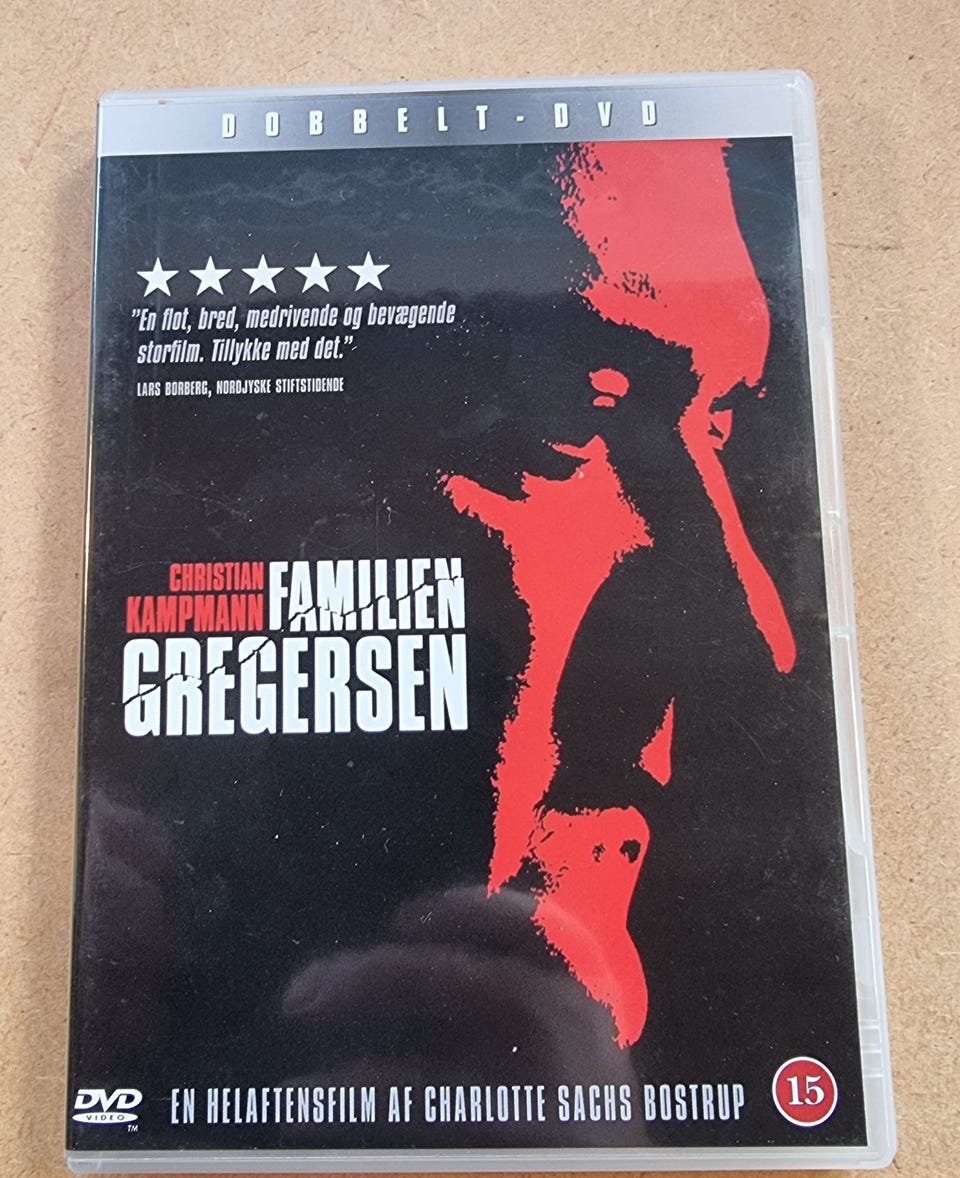 DOBBELT-DVD
"En flot, bred, medrivende og bevægende
storfilm. Tillykke med det."
LARS BORBERG, NORDJYSKE STIFTSTIDENDE
CHRISTIAN
KAMPMANN FAMILIEN
GREGERSEN
DVD
VIDEO
TM
EN HELAFTENSFILM AF CHARLOTTE SACHS BOSTRUP
15